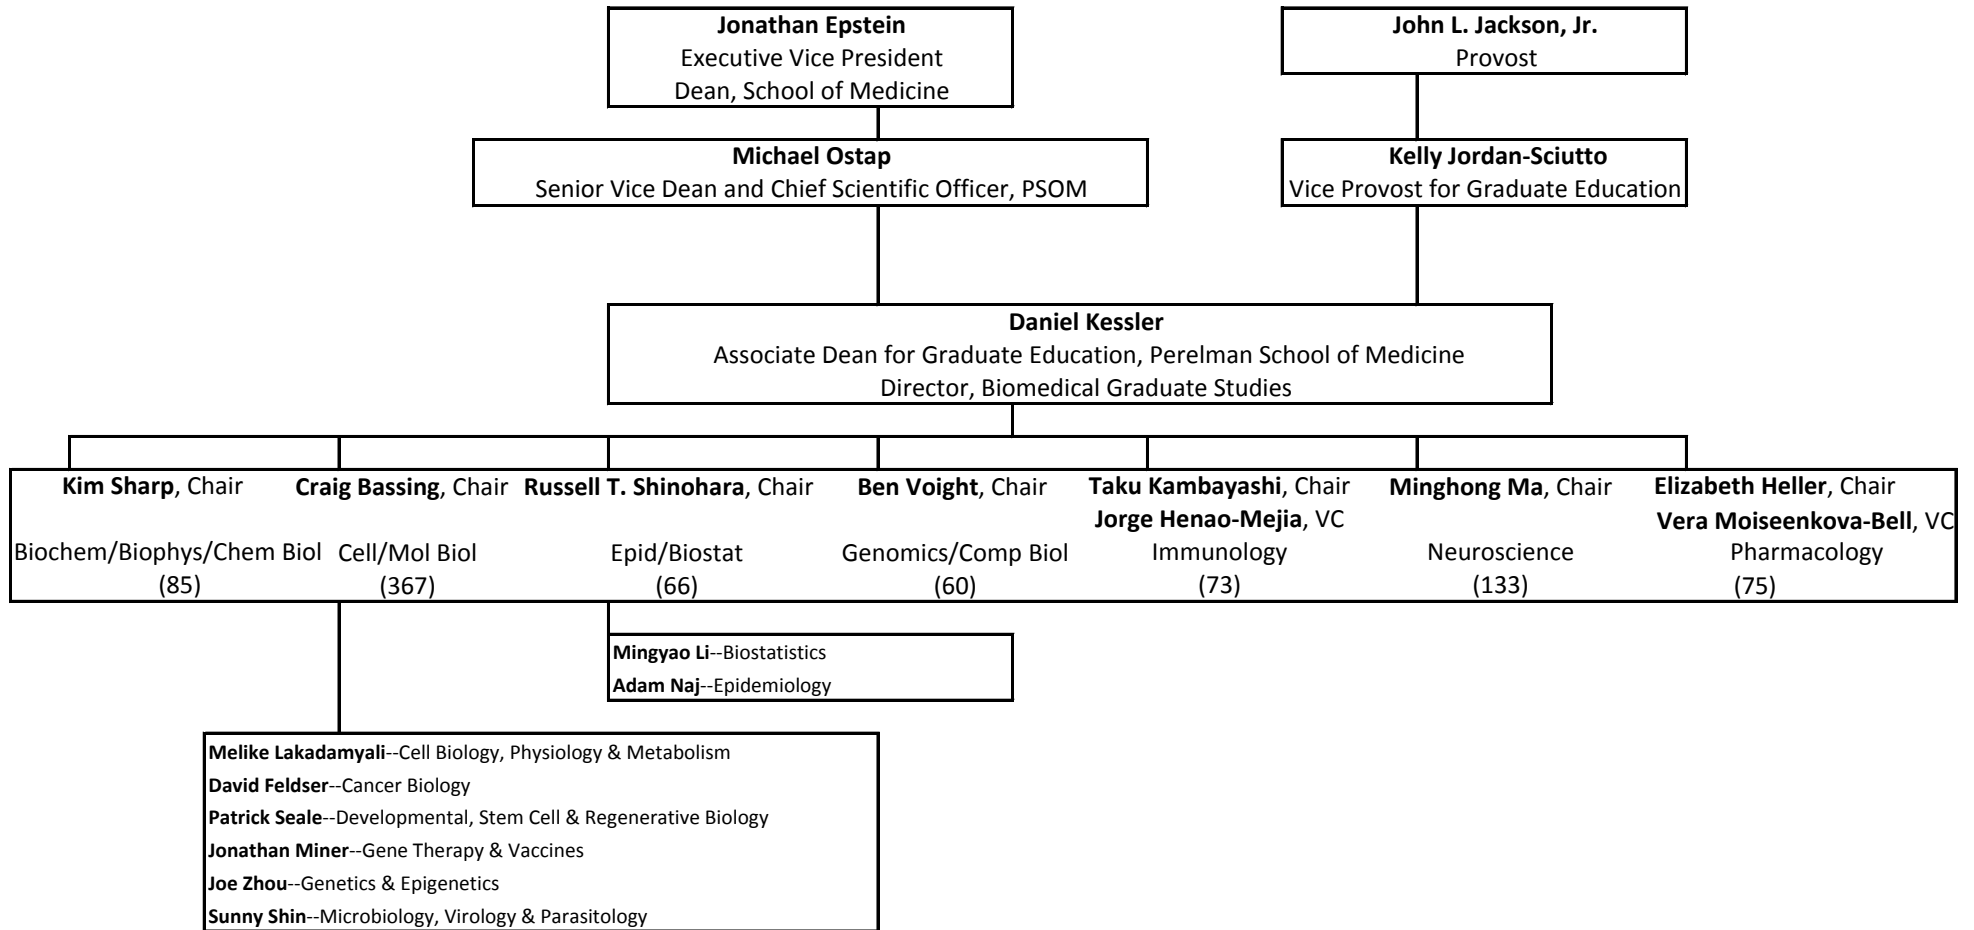 Jonathan Epstein
Executive Vice President
Dean, School of Medicine
John L. Jackson, Jr.
Provost
Michael Ostap
Senior Vice Dean and Chief Scientific Officer, PSOM
Kelly Jordan-Sciutto
Vice Provost for Graduate Education
Daniel Kessler
Associate Dean for Graduate Education, Perelman School of Medicine
Director, Biomedical Graduate Studies
Kim Sharp, Chair
Biochem/Biophys/Chem Biol
(85)
Craig Bassing, Chair
Cell/Mol Biol
(367)
Russell T. Shinohara, Chair
Epid/Biostat
(66)
Ben Voight, Chair
Genomics/Comp Biol
(60)
Taku Kambayashi, Chair
Jorge Henao-Mejia, VC
Immunology
(73)
Minghong Ma, Chair
Neuroscience
(133)
Elizabeth Heller, Chair
Vera Moiseenkova-Bell, VC
Pharmacology
(75)
Mingyao Li--Biostatistics
Adam Naj--Epidemiology
Melike Lakadamyali--Cell Biology, Physiology & Metabolism
David Feldser--Cancer Biology
Patrick Seale--Developmental, Stem Cell & Regenerative Biology
Jonathan Miner--Gene Therapy & Vaccines
Joe Zhou--Genetics & Epigenetics
Sunny Shin--Microbiology, Virology & Parasitology